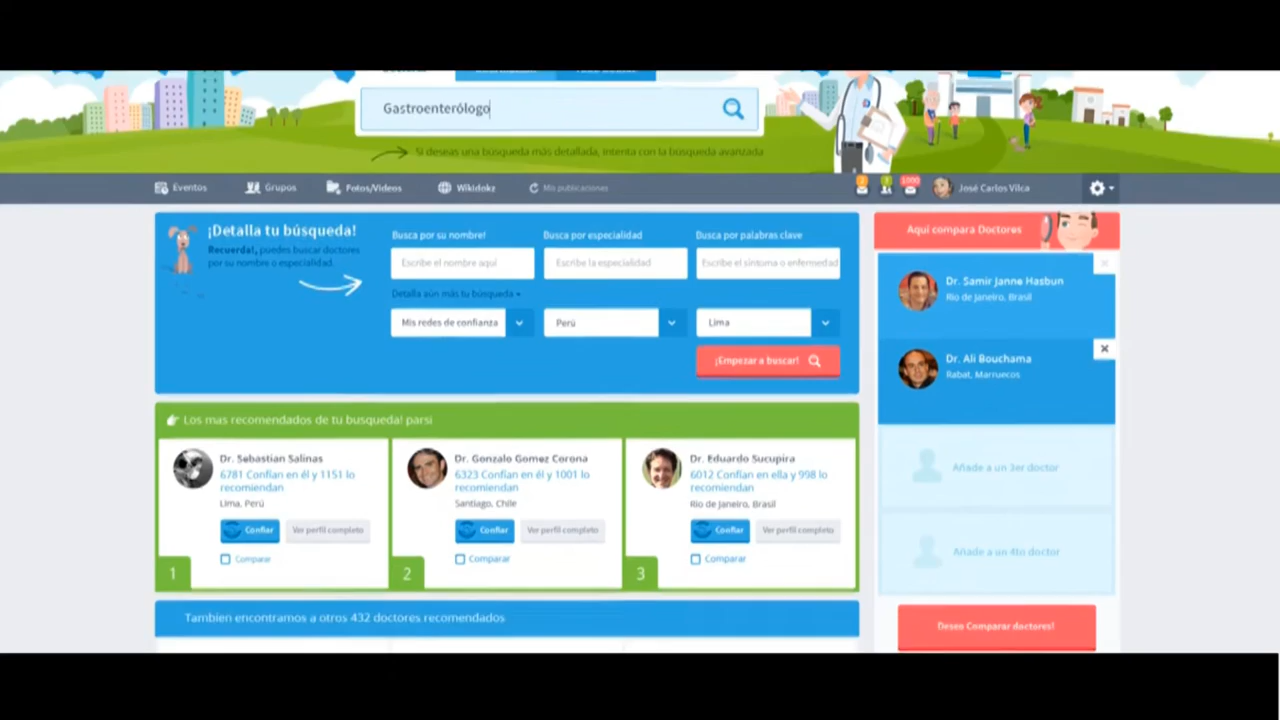 Gastroenterólogo
Si deseas una búsqueda más detallada, intenta con la búsqueda avanzada
Eventos
Grupos
Fotos/Videos
Wikidokz
Mis publicaciones
1000
José Carlos Vilca
¡Detalla tu búsqueda!
Recuerda!, puedes buscar doctores
por su nombre o especialidad.
Busca por su nombre!
Busca por especialidad
Busca por palabras clave
Escribe el nombre aquí
Escribe la especialidad
Escribe el síntoma o enfermedad
Detalla aún más tu búsqueda
Mis redes de confianza
Perú
Lima
¡Empezar a buscar!
Aqui compara Doctores
Dr. Samir Janne Hasbun
Rio de Janeiro, Brasil
Dr. Ali Bouchama
Rabat, Marruecos
Añade a un 3er doctor
Añade a un 4to doctor
Deseo Comparar doctores!
Los mas recomendados de tu busqueda! parsi
Dr. Sebastian Salinas
6781 Confían en él y 1151 lo
recomiendan
Lima, Perú
Confiar
Ver perfil completo
Comparar
1
Dr. Gonzalo Gomez Corona
6323 Confían en él y 1001 lo
recomiendan
Santiago, Chile
Confiar
Ver perfil completo
Comparar
2
Dr. Eduardo Sucupira
6012 Confían en ella y 998 lo
recomiendan
Rio de Janeiro, Brasil
Confiar
Ver perfil completo
Comparar
3
Tambien encontramos a otros 432 doctores recomendados